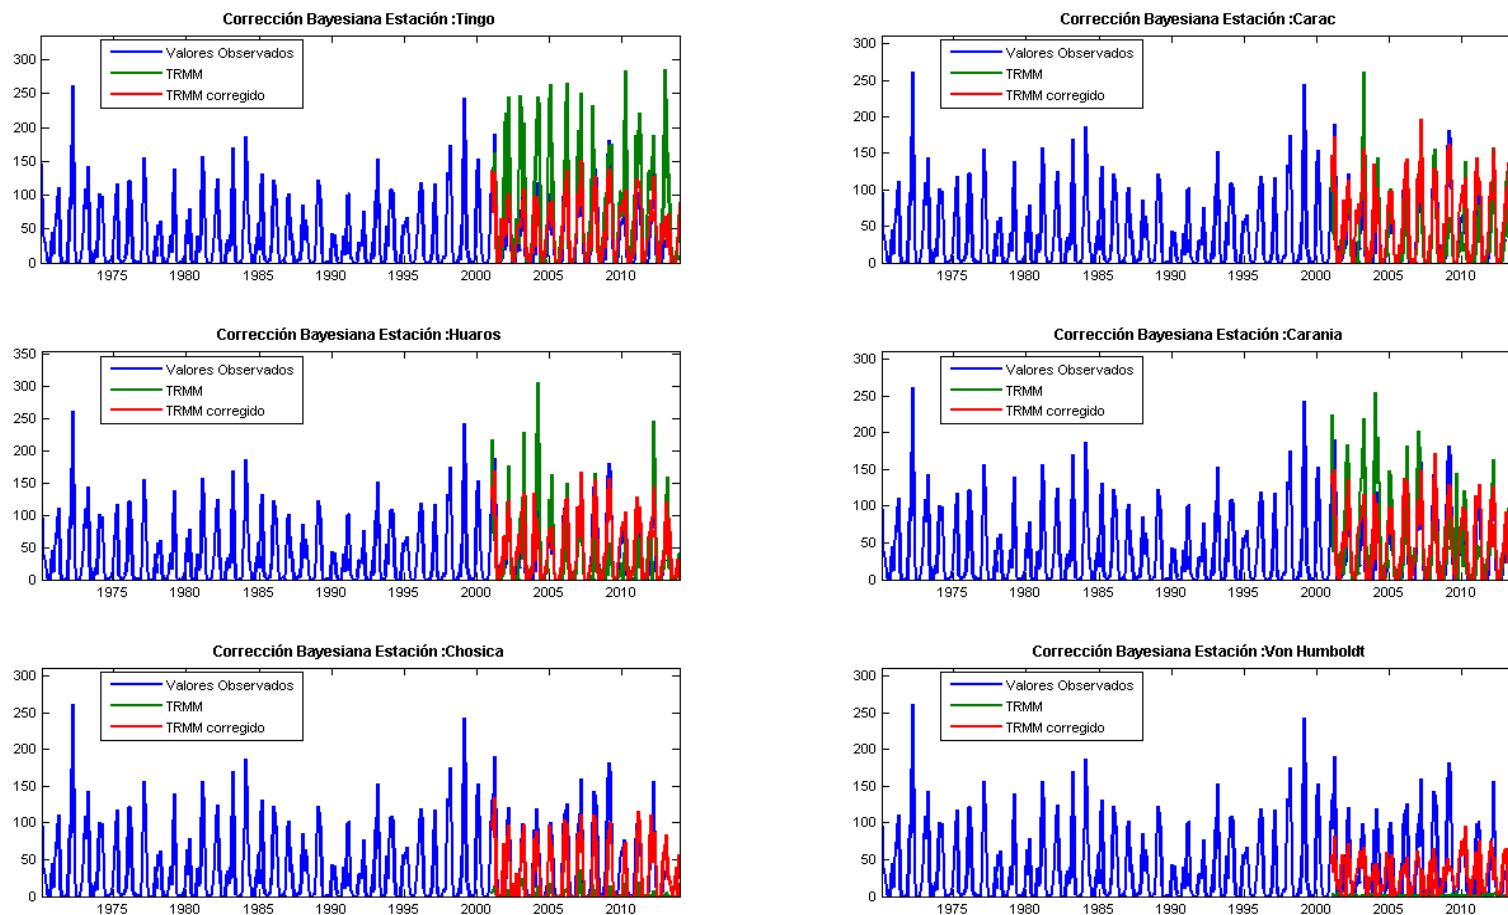 Corrección Bayesiana Estación :Tingo
Valores Observados
TRMM
TRMM corregido
300
250
200
150
100
50
0
1975 1980 1985 1990 1995 2000 2005 2010
Corrección Bayesiana Estación :Carac
Valores Observados
TRMM
TRMM corregido
300
250
200
150
100
50
0
1975 1980 1985 1990 1995 2000 2005 2010
Corrección Bayesiana Estación :Huaros
Valores Observados
TRMM
TRMM corregido
350
300
250
200
150
100
50
0
1975 1980 1985 1990 1995 2000 2005 2010
Corrección Bayesiana Estación :Carania
Valores Observados
TRMM
TRMM corregido
300
250
200
150
100
50
0
1975 1980 1985 1990 1995 2000 2005 2010
Corrección Bayesiana Estación :Chosica
Valores Observados
TRMM
TRMM corregido
300
250
200
150
100
50
0
1975 1980 1985 1990 1995 2000 2005 2010
Corrección Bayesiana Estación :Von Humboldt
Valores Observados
TRMM
TRMM corregido
300
250
200
150
100
50
0
1975 1980 1985 1990 1995 2000 2005 2010